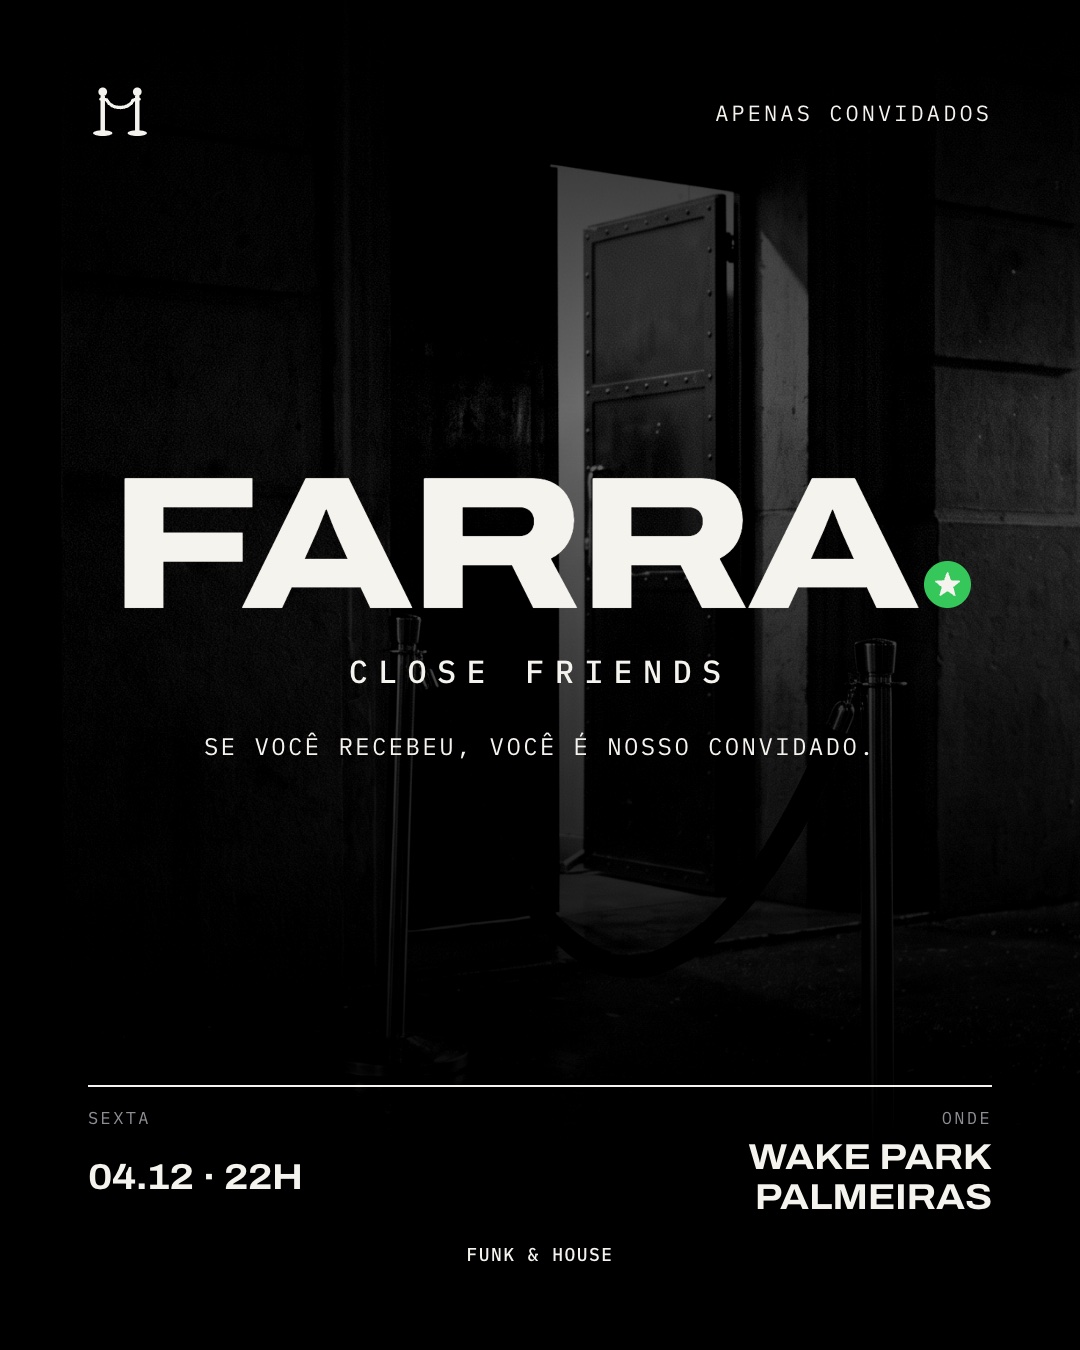 APENAS CONVIDADOS
FARRA.
CLOSE FRIENDS
SE VOCÊ RECEBEU, VOCÊ É NOSSO CONVIDADO.
SEXTA
04.12 · 22H
ONDE
WAKE PARK
PALMEIRAS
FUNK & HOUSE